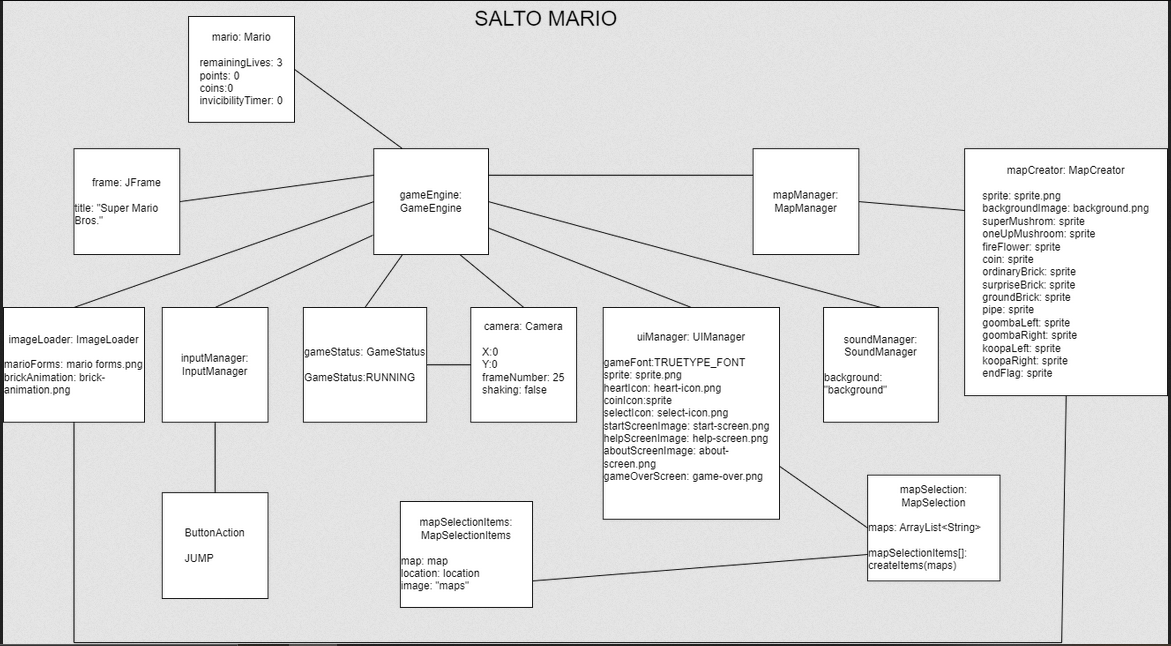 SALTO MARIO
mario: Mario
remainingLives: 3
points: 0
coins:0
invicibilityTimer: 0
frame: JFrame
title: "Super Mario
Bros."
gameEngine:
GameEngine
mapManager:
MapManager
mapCreator: MapCreator
sprite: sprite.png
backgroundImage: background.png
superMushrom: sprite
oneUpMushroom: sprite
fireFlower: sprite
coin: sprite
ordinaryBrick: sprite
surpriseBrick: sprite
groundBrick: sprite
pipe: sprite
goombaLeft: sprite
goombaRight: sprite
koopaLeft: sprite
koopaRight: sprite
endFlag: sprite
imageLoader: ImageLoader
marioForms: mario forms.png
brickAnimation: brick-
animation.png
inputManager:
InputManager
gameStatus: GameStatus
GameStatus:RUNNING
camera: Camera
X:0
Y:0
frameNumber: 25
shaking: false
uiManager: UIManager
gameFont:TRUETYPE_FONT
sprite: sprite.png
heartIcon: heart-icon.png
coinIcon:sprite
selectIcon: select-icon.png
startScreenImage: start-screen.png
helpScreenImage: help-screen.png
aboutScreenImage: about-
screen.png
gameOverScreen: game-over.png
soundManager:
SoundManager
background:
"background"
ButtonAction
JUMP
mapSelectionItems:
MapSelectionItems
map: map
location: location
image: "maps"
mapSelection:
MapSelection
maps: ArrayList<String>
mapSelectionItems[]:
createItems(maps)